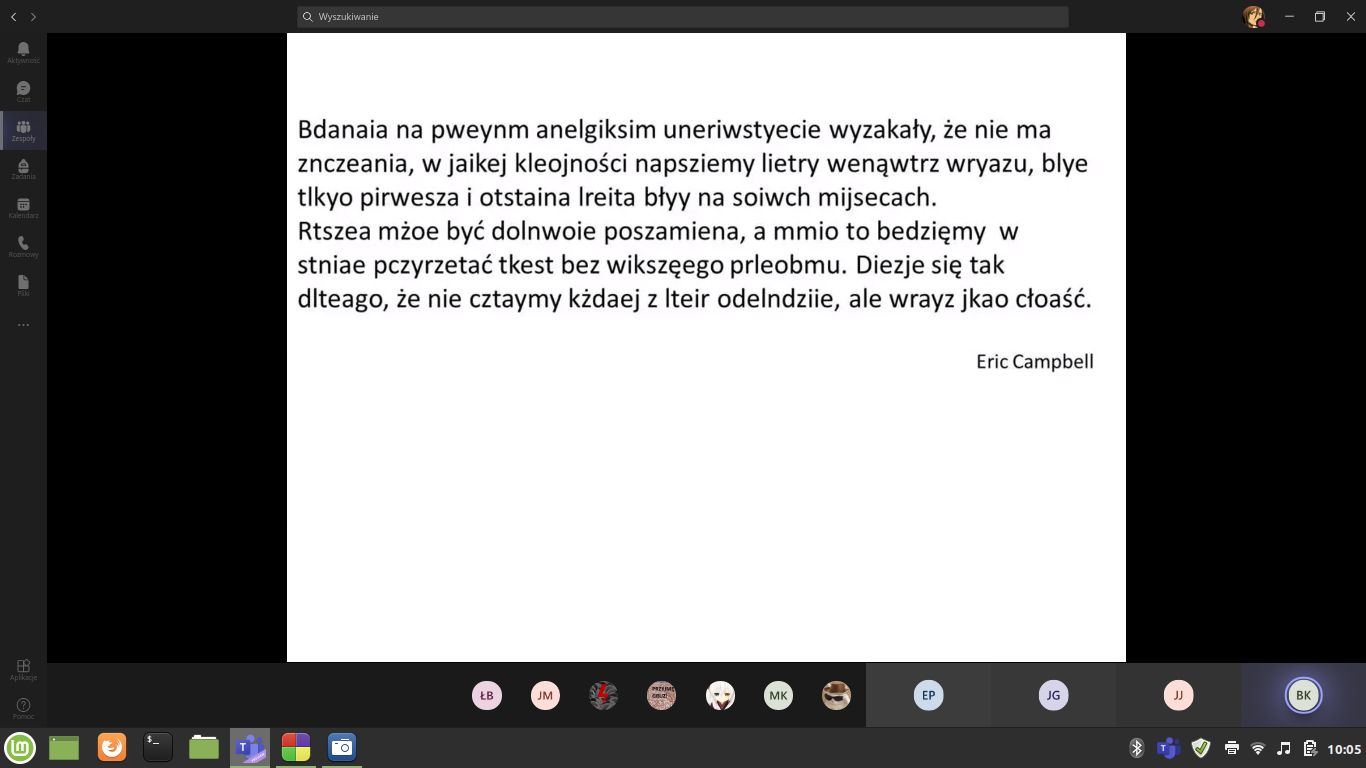 Wyszukiwanie
Aktywność
Czat
Zespoły
Zadania
Kalendarz
Rozmowy
Pliki
Bdanaia na pweynm anelgiksim uneriwstyecie wyzakały, że nie ma
znczeania, w jaikej kleojności napsziemy lietry wenąwtrz wryazu, blye
tlkyo pirwesza i otstaina lreita błyy na soiwch mijsecach.
Rtszea mżoe być dolnwoie poszamiena, a mmio to bedzięmy w
stniae pczyrzetać tkest bez wikszęego prleobmu. Diezje się tak
dlteago, że nie cztaymy kżdaej z lteir odelndziie, ale wrayz jkao cłoaść.
Eric Campbell
Aplikacje
Pomoc
ŁB JM MK EP JG JJ BK
10:05